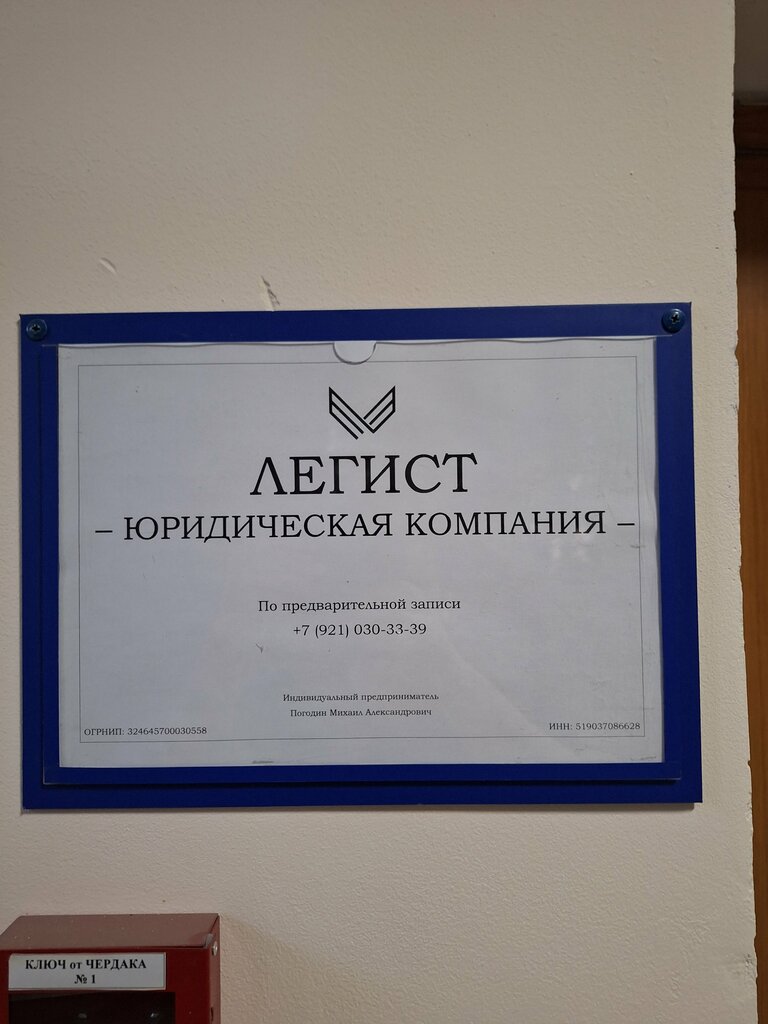 ЛЕГИСТ
– ЮРИДИЧЕСКАЯ КОМПАНИЯ –
По предварительной записи
+7 (921) 030-33-39
Индивидуальный предприниматель
Погодин Михаил Александрович
ОГРНИП: 324645700030558
ИНН: 519037086628
КЛЮЧ от ЧЕРДАКА
№ 1